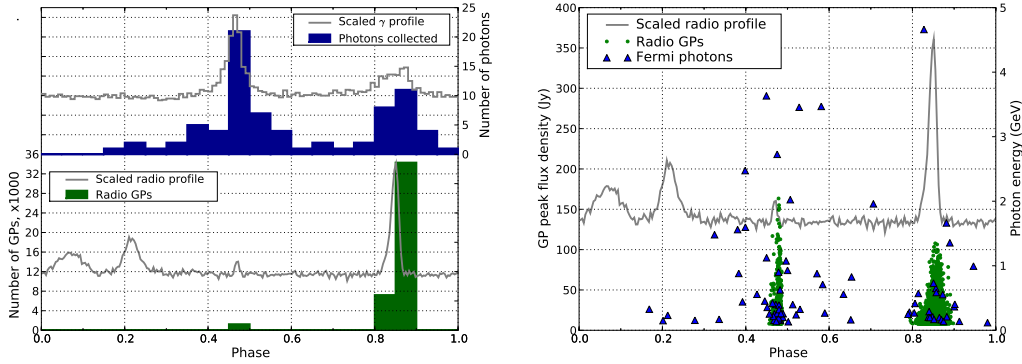 Scaled γ profile
Photons collected
25
20
15
10
5
0
Number of photons
36
32
28
24
20
16
12
8
4
0
Number of GPs, x1000
Scaled radio profile
Radio GPs
0.0 0.2 0.4 0.6 0.8 1.0
Phase
Scaled radio profile
Radio GPs
Fermi photons
400
350
300
250
200
150
100
50
0
GP peak flux density (Jy)
5
4
3
2
1
0
Photon energy (GeV)
0.0 0.2 0.4 0.6 0.8 1.0
Phase